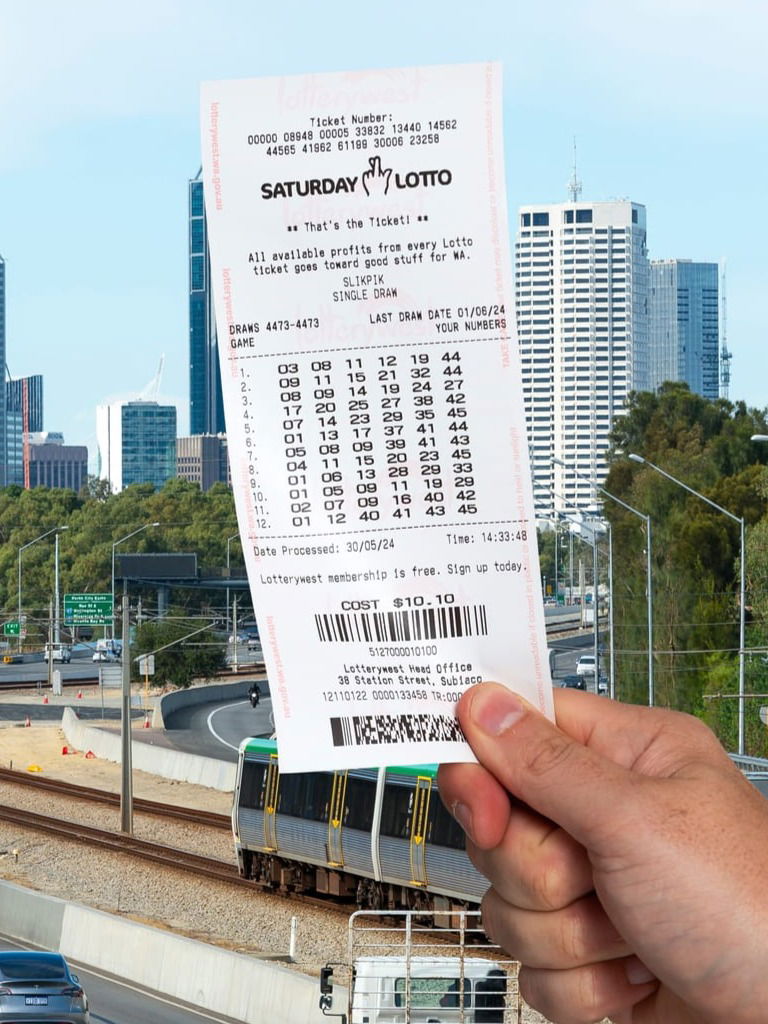 lotterywest
Ticket Number:
00000 08948 00005 33832 13440 14562
44565 41962 61199 30006 23258
SATURDAY LOTTO
** That's the Ticket! **
All available profits from every Lotto
ticket goes toward good stuff for WA.
SLIKPIK
SINGLE DRAW
DRAWS 4473-4473 LAST DRAW DATE 01/06/24
GAME YOUR NUMBERS
1. 03 08 11 12 19 44
2. 09 11 15 21 32 44
3. 08 09 14 19 24 27
4. 17 20 25 27 38 42
5. 07 14 23 29 35 45
6. 01 13 17 37 41 44
7. 05 08 09 39 41 43
8. 04 11 15 20 23 45
9. 01 06 13 28 29 33
10. 01 05 09 11 19 29
11. 02 07 09 16 40 42
12. 01 12 40 41 43 45
Date Processed: 30/05/24 Time: 14:33:48
Lotterywest membership is free. Sign up today.
COST $10.10
5127000010100
Lotterywest Head Office
38 Station Street, Subiaco
12110122 0000133458 TR:000
lotterywest.wa.gov.au
EXIT